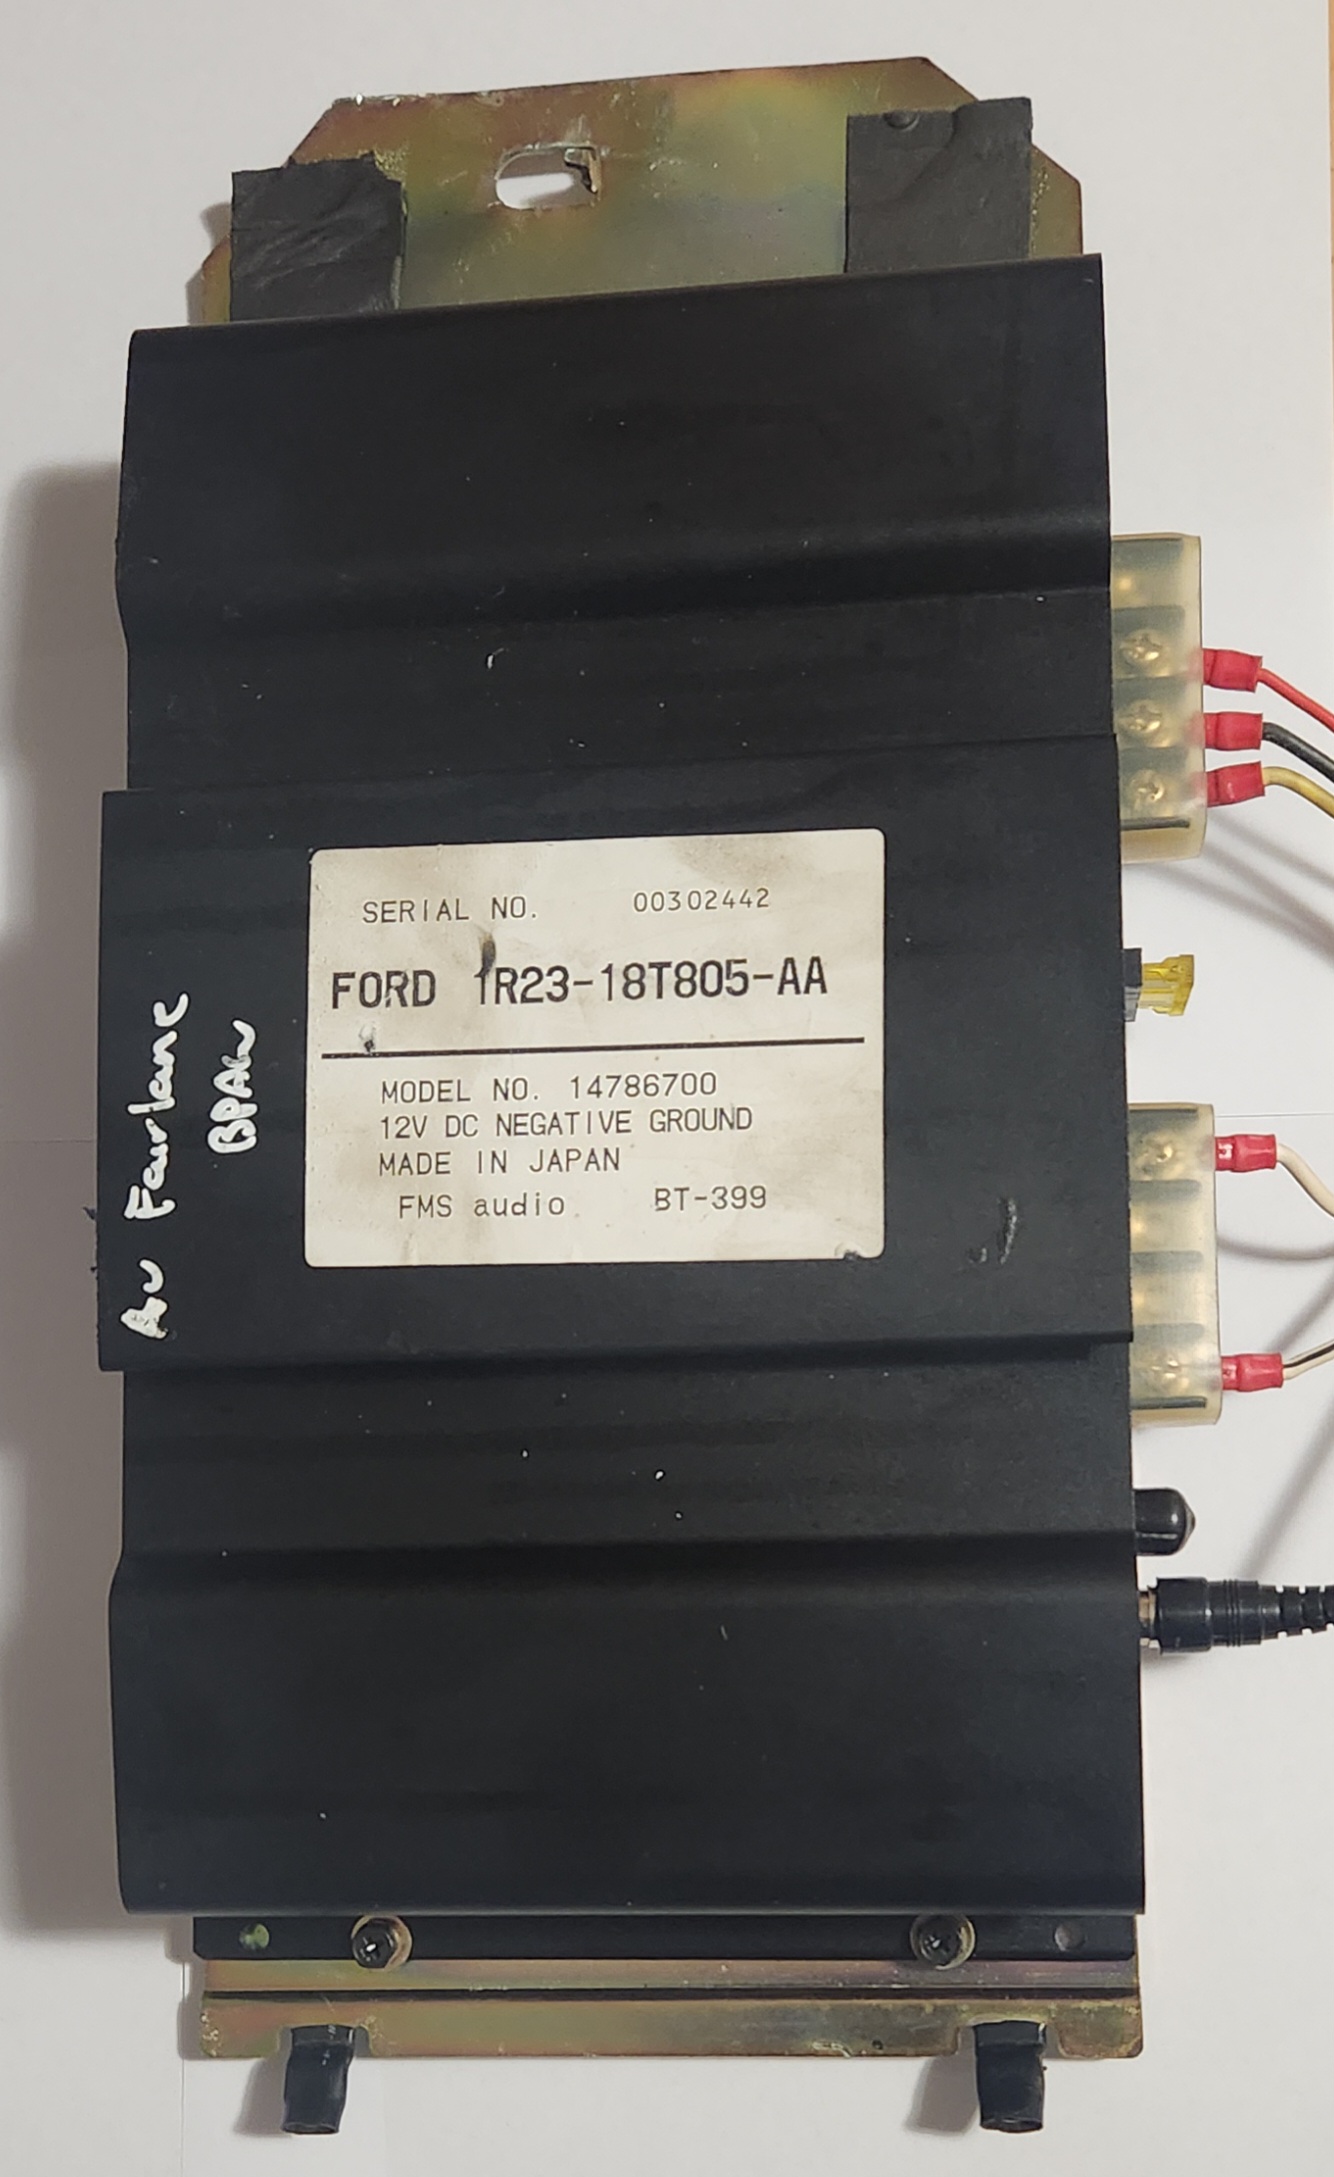 SERIAL NO. 00302442
FORD 1R23-18T805-AA
MODEL NO. 14786700
12V DC NEGATIVE GROUND
MADE IN JAPAN
FMS audio BT-399
Au Fairlane